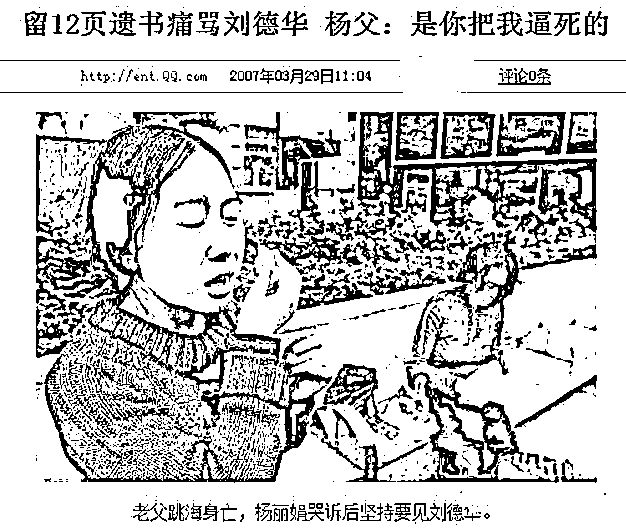 留12页遗书痛骂刘德华 杨父：是你把我逼死的
http://ent.QQ.com 2007年03月29日11:04 评论0条
老父跳海身亡，杨丽娟哭诉后坚持要见刘德华。